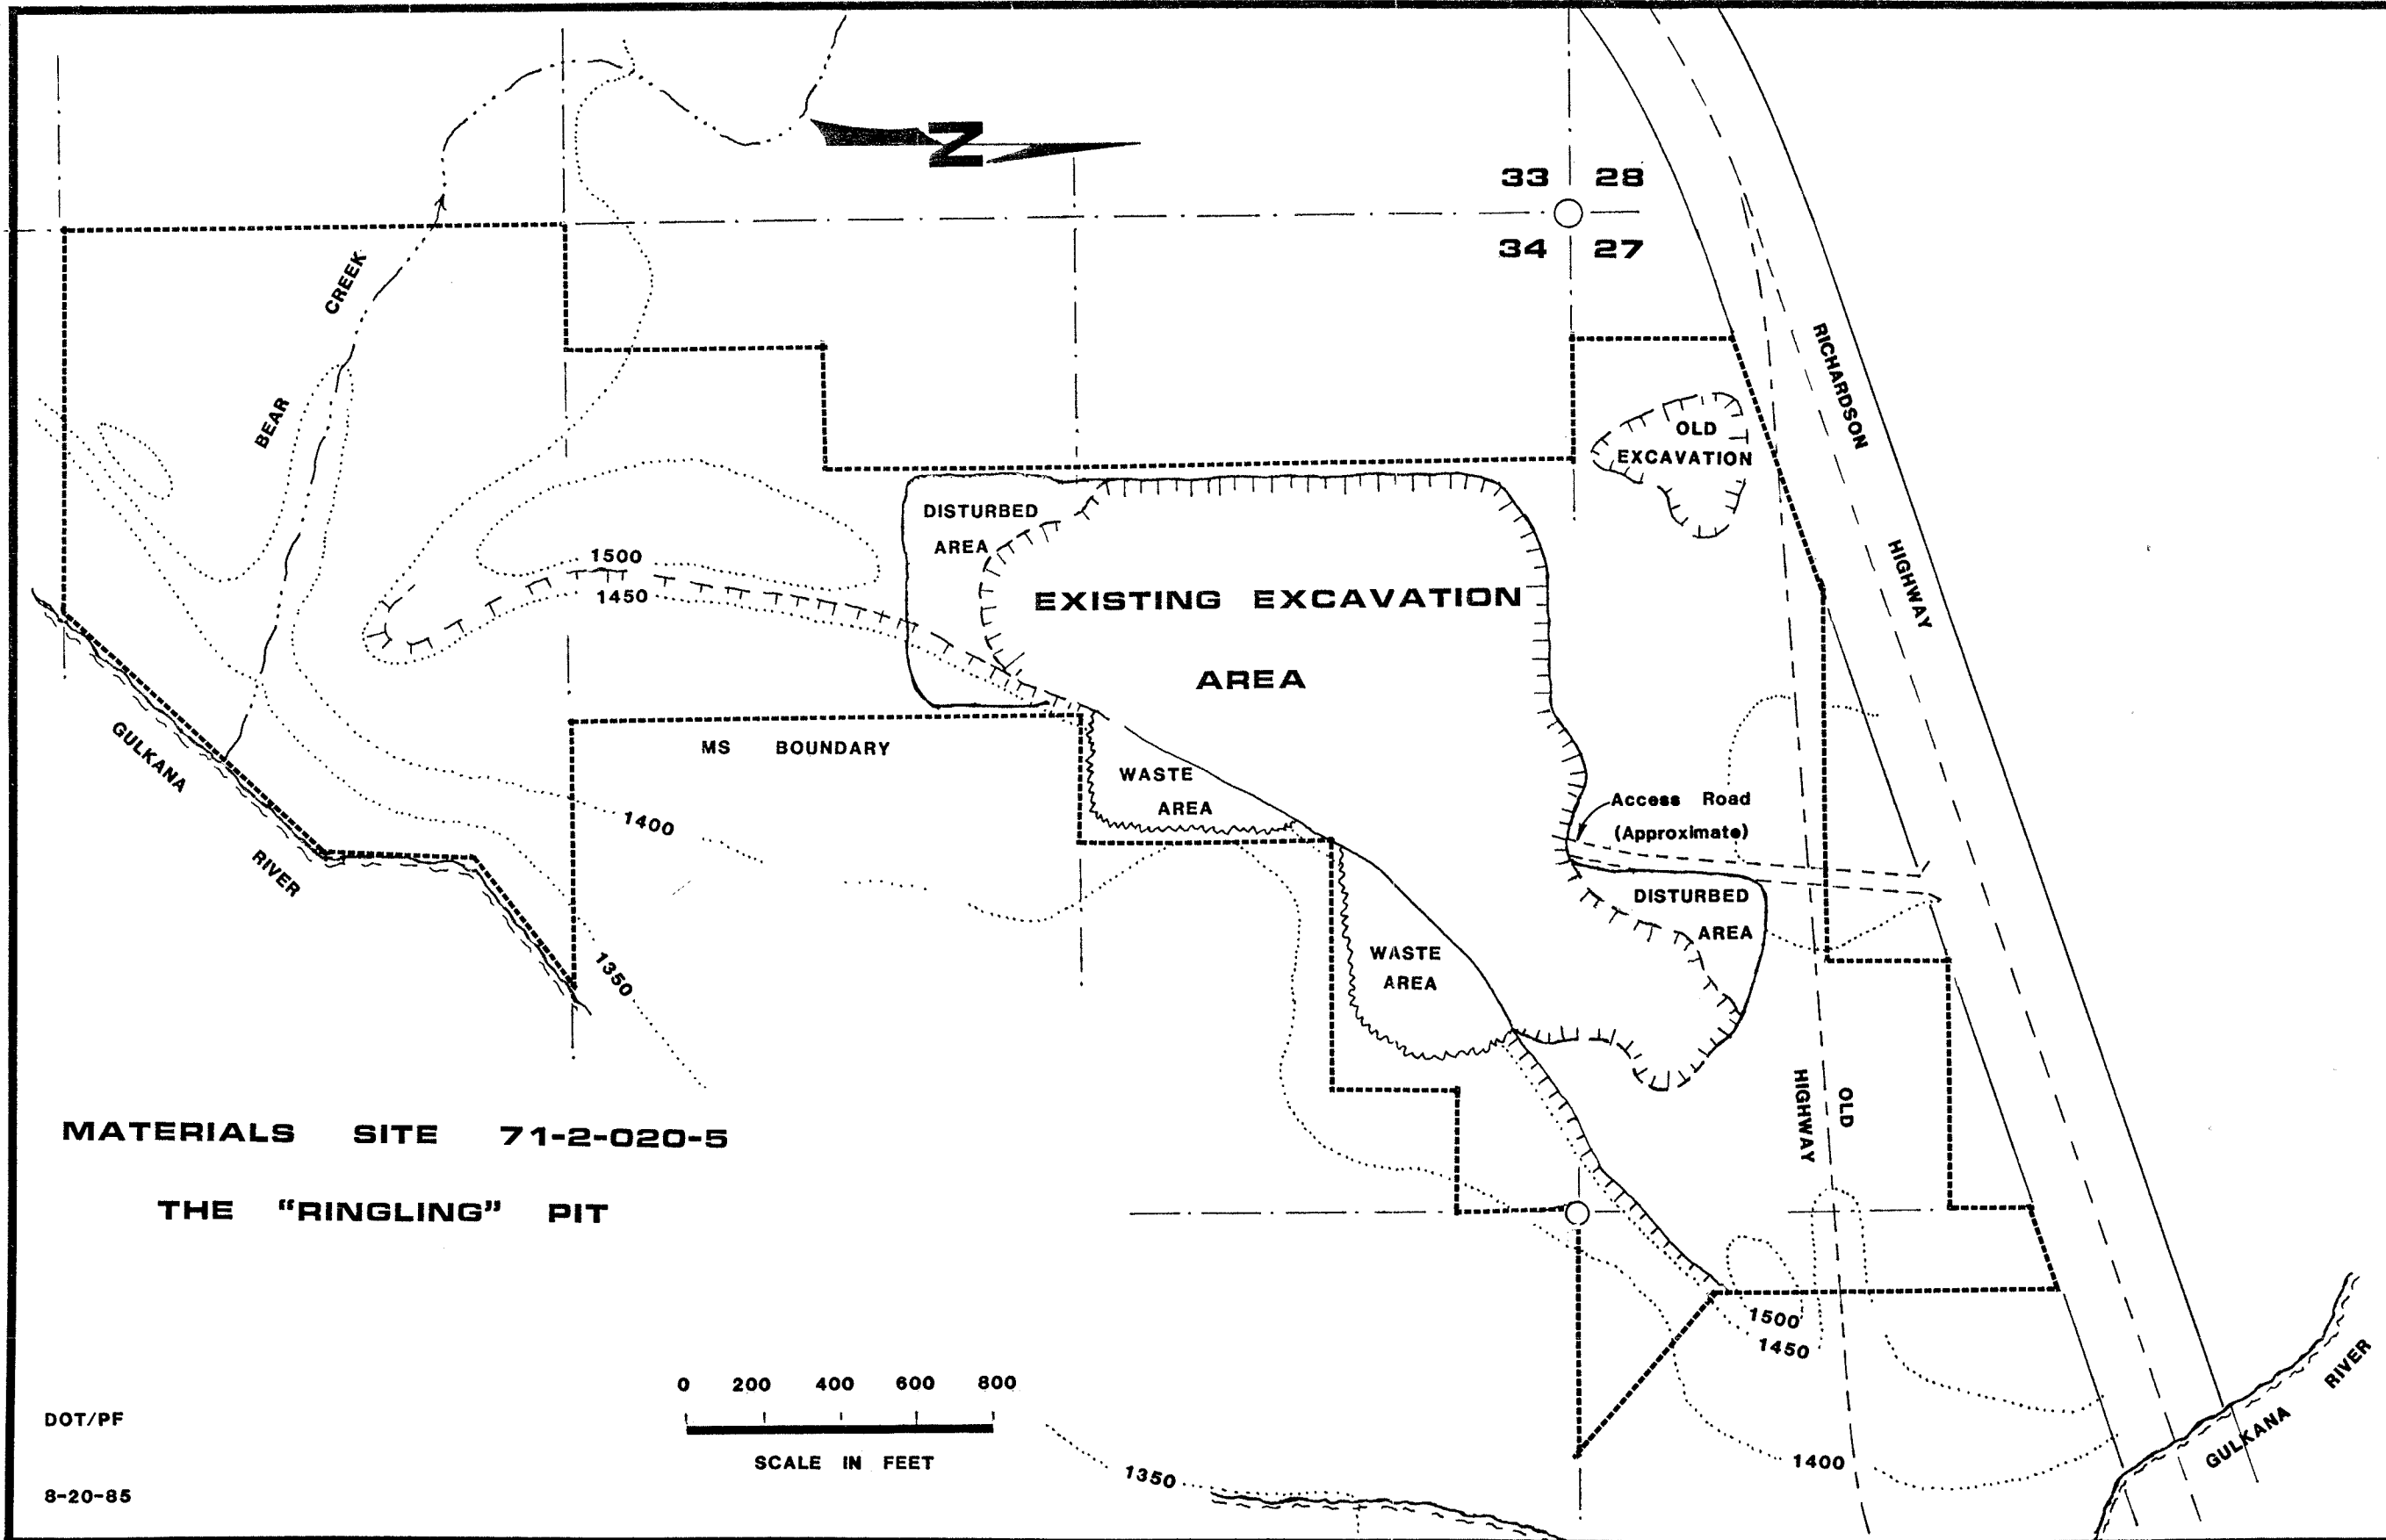 N
33 28
34 27
BEAR CREEK
RICHARDSON HIGHWAY
OLD
EXCAVATION
DISTURBED
AREA
1500
1450
EXISTING EXCAVATION
AREA
GULKANA RIVER
MS BOUNDARY
WASTE
AREA
Access Road
(Approximate)
1400
DISTURBED
AREA
WASTE
AREA
1350
OLD
HIGHWAY
MATERIALS SITE 71-2-020-5
THE “RINGLING” PIT
1500
1450
GULKANA RIVER
0 200 400 600 800
SCALE IN FEET
1400
1350
DOT/PF
8-20-85